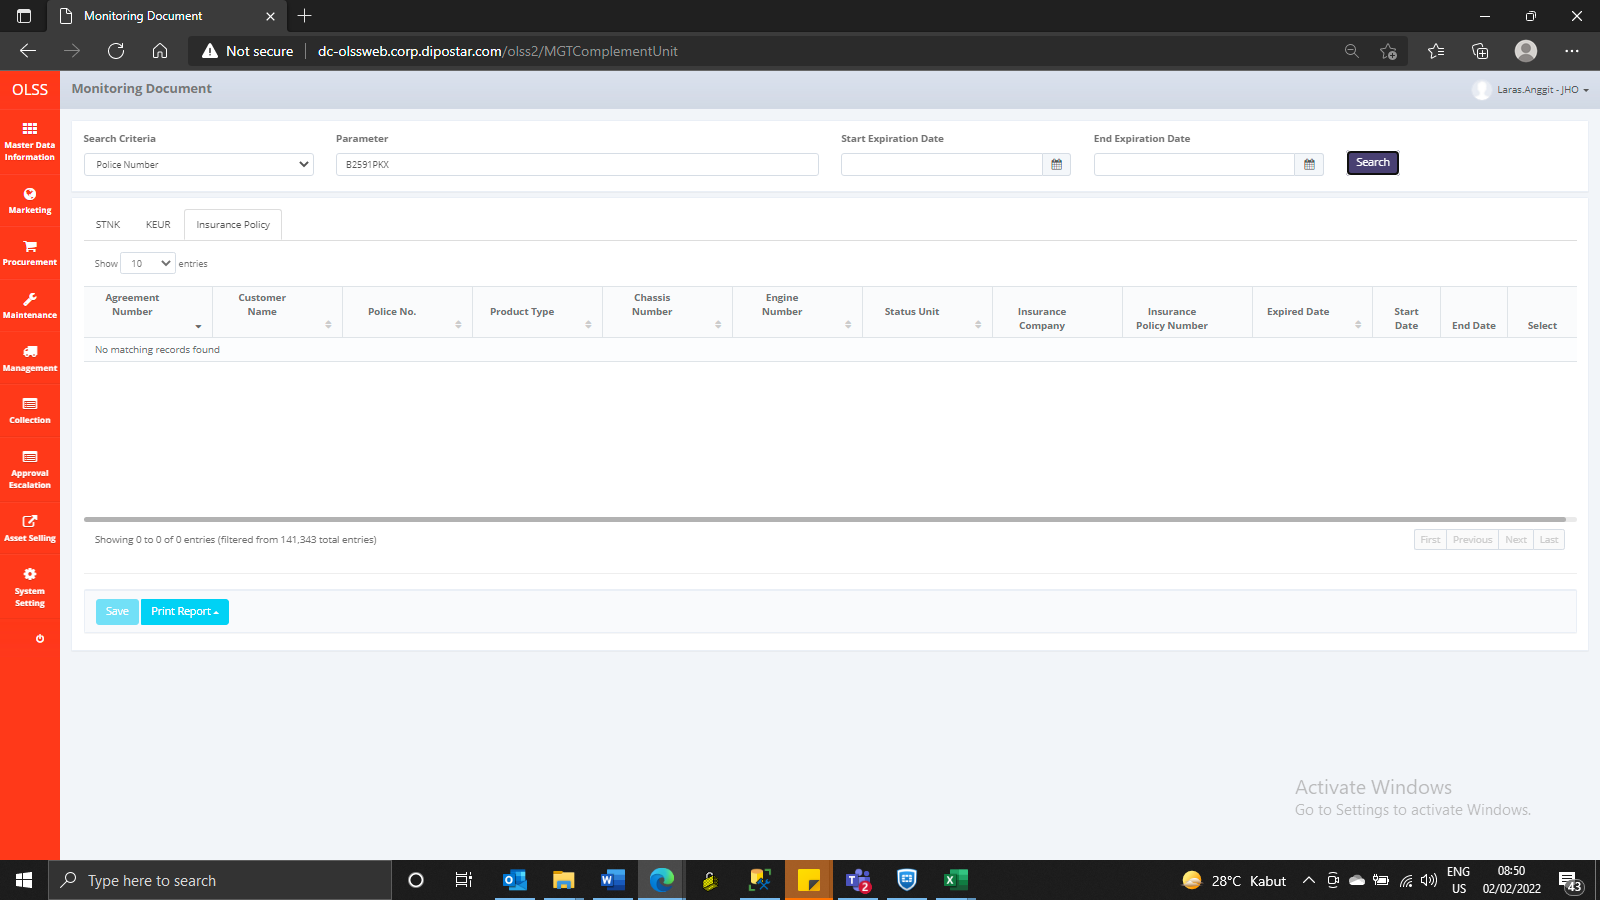 Monitoring Document
Not secure
dc-olssweb.corp.dipostar.com/olss2/MGTComplementUnit
OLSS
Monitoring Document
Laras.Anggit - JHO
Master Data
Information
Marketing
Procurement
Maintenance
Management
Collection
Approval
Escalation
Asset Selling
System
Setting
Search Criteria
Parameter
Start Expiration Date
End Expiration Date
Police Number
B2591PKX
Search
STNK
KEUR
Insurance Policy
Show 10 entries
Agreement
Number
Customer
Name
Police No.
Product Type
Chassis
Number
Engine
Number
Status Unit
Insurance
Company
Insurance
Policy Number
Expired Date
Start
Date
End Date
Select
No matching records found
Showing 0 to 0 of 0 entries (filtered from 141,343 total entries)
First
Previous
Next
Last
Save
Print Report
Activate Windows
Go to Settings to activate Windows.
Type here to search
2
28°C Kabut
ENG
US
08:50
02/02/2022
43